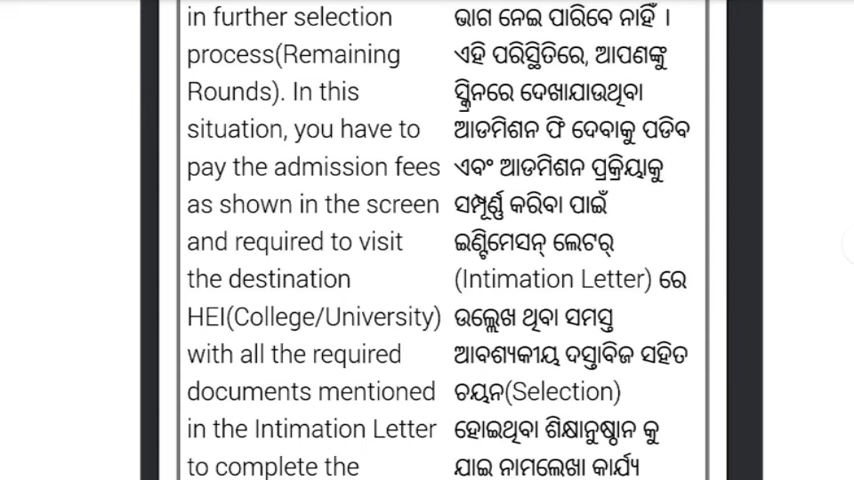 in further selection
process(Remaining
Rounds). In this
situation, you have to
pay the admission fees
as shown in the screen
and required to visit
the destination
HEI(College/University)
with all the required
documents mentioned
in the Intimation Letter
to complete the
ଭାଗ ନେଇ ପାରିବେ ନାହିଁ ।
ଏହି ପରିସ୍ଥିତିରେ, ଆପଣଙ୍କୁ
ସ୍କ୍ରିନରେ ଦେଖାଯାଉଥିବା
ଆଡମିଶନ ଫି ଦେବାକୁ ପଡିବ
ଏବଂ ଆଡମିଶନ ପ୍ରକ୍ରିୟାକୁ
ସମ୍ପୂର୍ଣ୍ଣ କରିବା ପାଇଁ
ଇଣ୍ଟିମେସନ୍ ଲେଟର୍
(Intimation Letter) ରେ
ଉଲ୍ଲେଖ ଥିବା ସମସ୍ତ
ଆବଶ୍ୟକୀୟ ଦସ୍ତାବିଜ ସହିତ
ଚୟନ(Selection)
ହୋଇଥିବା ଶିକ୍ଷାନୁଷ୍ଠାନ କୁ
ଯାଇ ନାମଲେଖା କାର୍ଯ୍ୟ